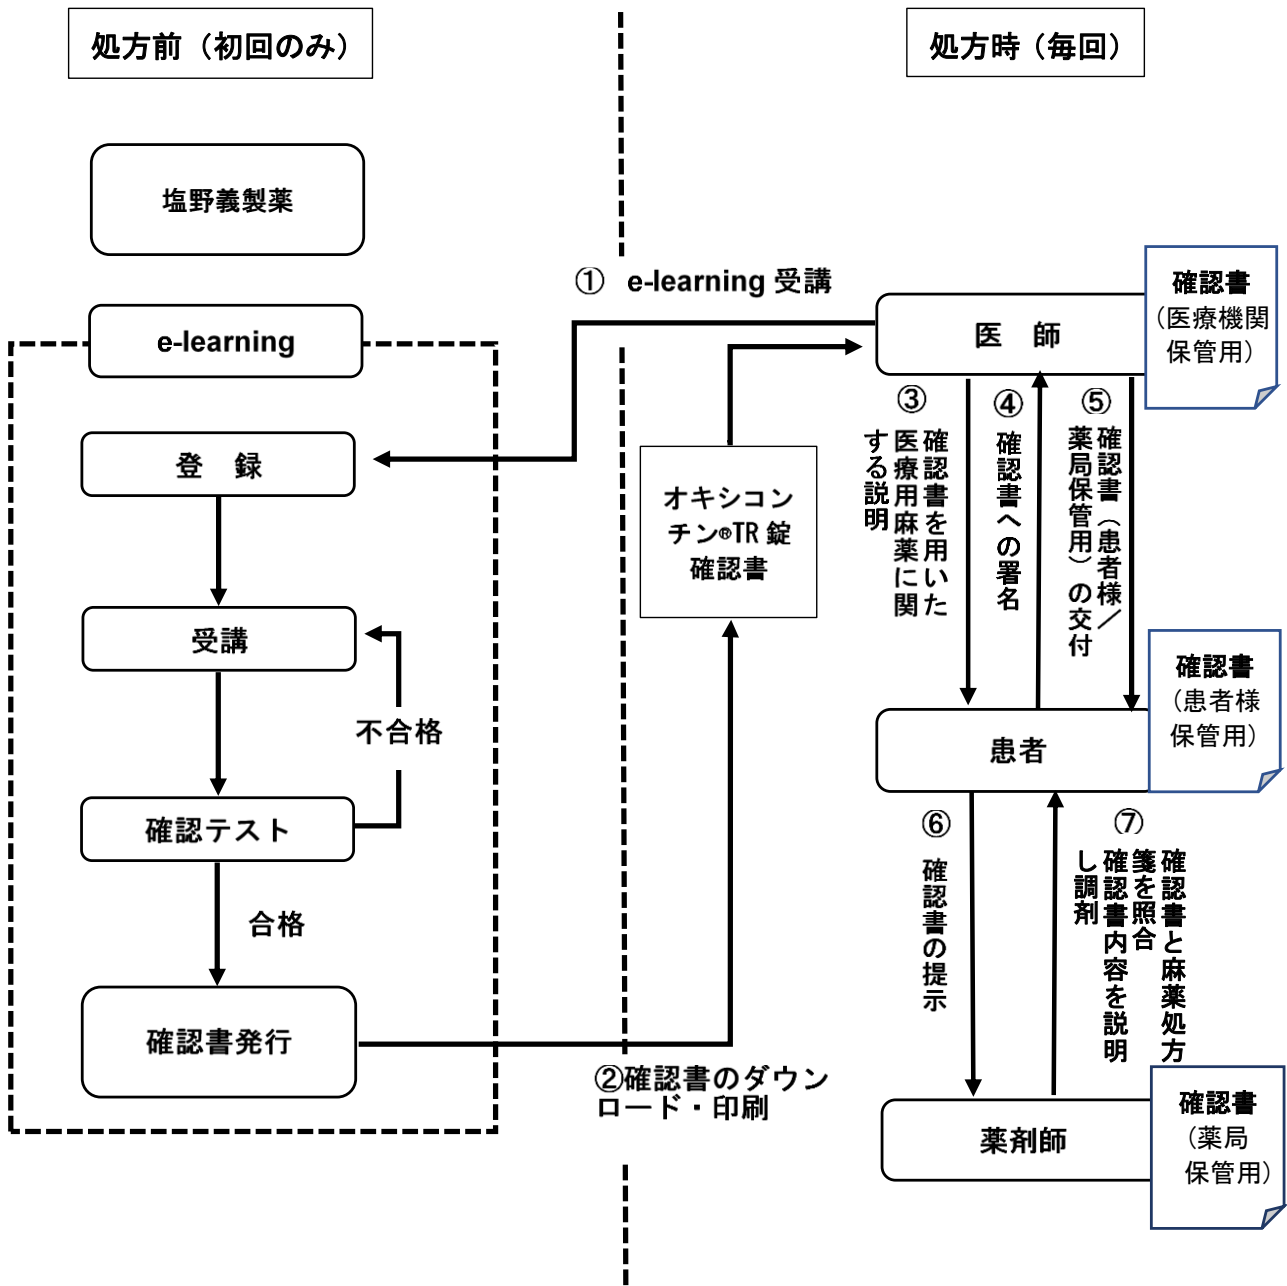 処方前（初回のみ）
処方時（毎回）
塩野義製薬
① e-learning 受講
e-learning
登　録
受講
不合格
確認テスト
合格
確認書発行
②確認書のダウン
ロード・印刷
オキシコン
チン®TR 錠
確認書
医　師
確認書
（医療機関
保管用）
③
確認書を用いた
医療用麻薬に関
する説明
④
確認書への署名
⑤
確認書（患者様／
薬局保管用）の交付
患者
確認書
（患者様
保管用）
⑥
確認書の提示
⑦
確認書と麻薬処方
箋を照合
確認書内容を説明
し調剤
薬剤師
確認書
（薬局
保管用）